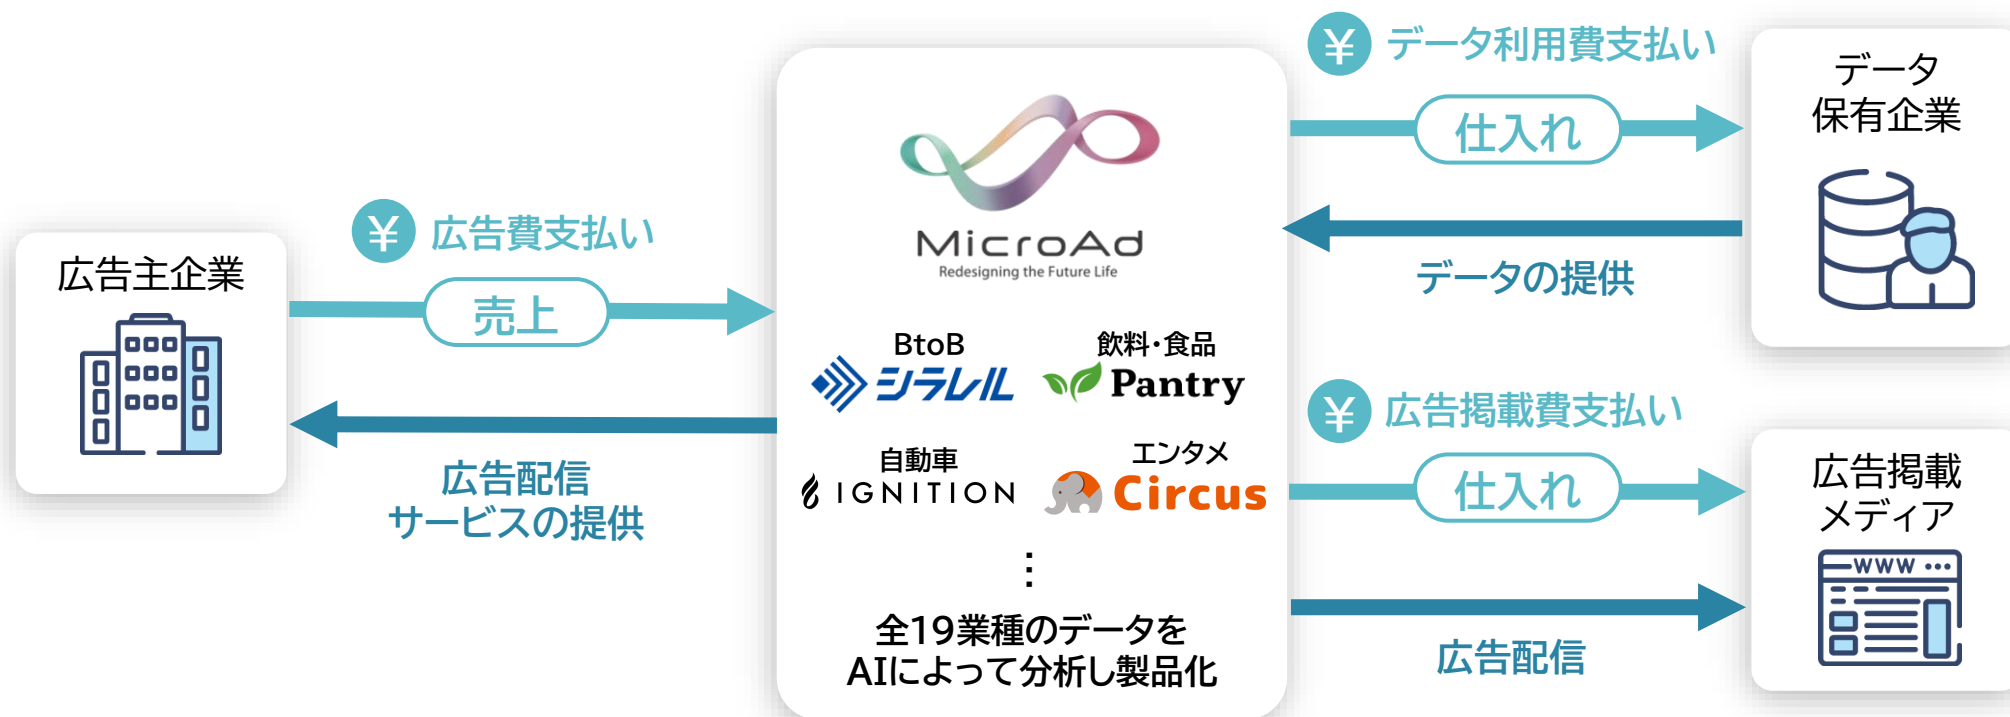 広告主企業
¥ 広告費支払い
売上
広告配信
サービスの提供
MicroAd
Redesigning the Future Life
BtoB
シラレル
飲料・食品
Pantry
自動車
IGNITION
エンタメ
Circus
⋮
全19業種のデータを
AIによって分析し製品化
¥ データ利用費支払い
仕入れ
データの提供
データ
保有企業
¥ 広告掲載費支払い
仕入れ
広告配信
広告掲載
メディア
WWW